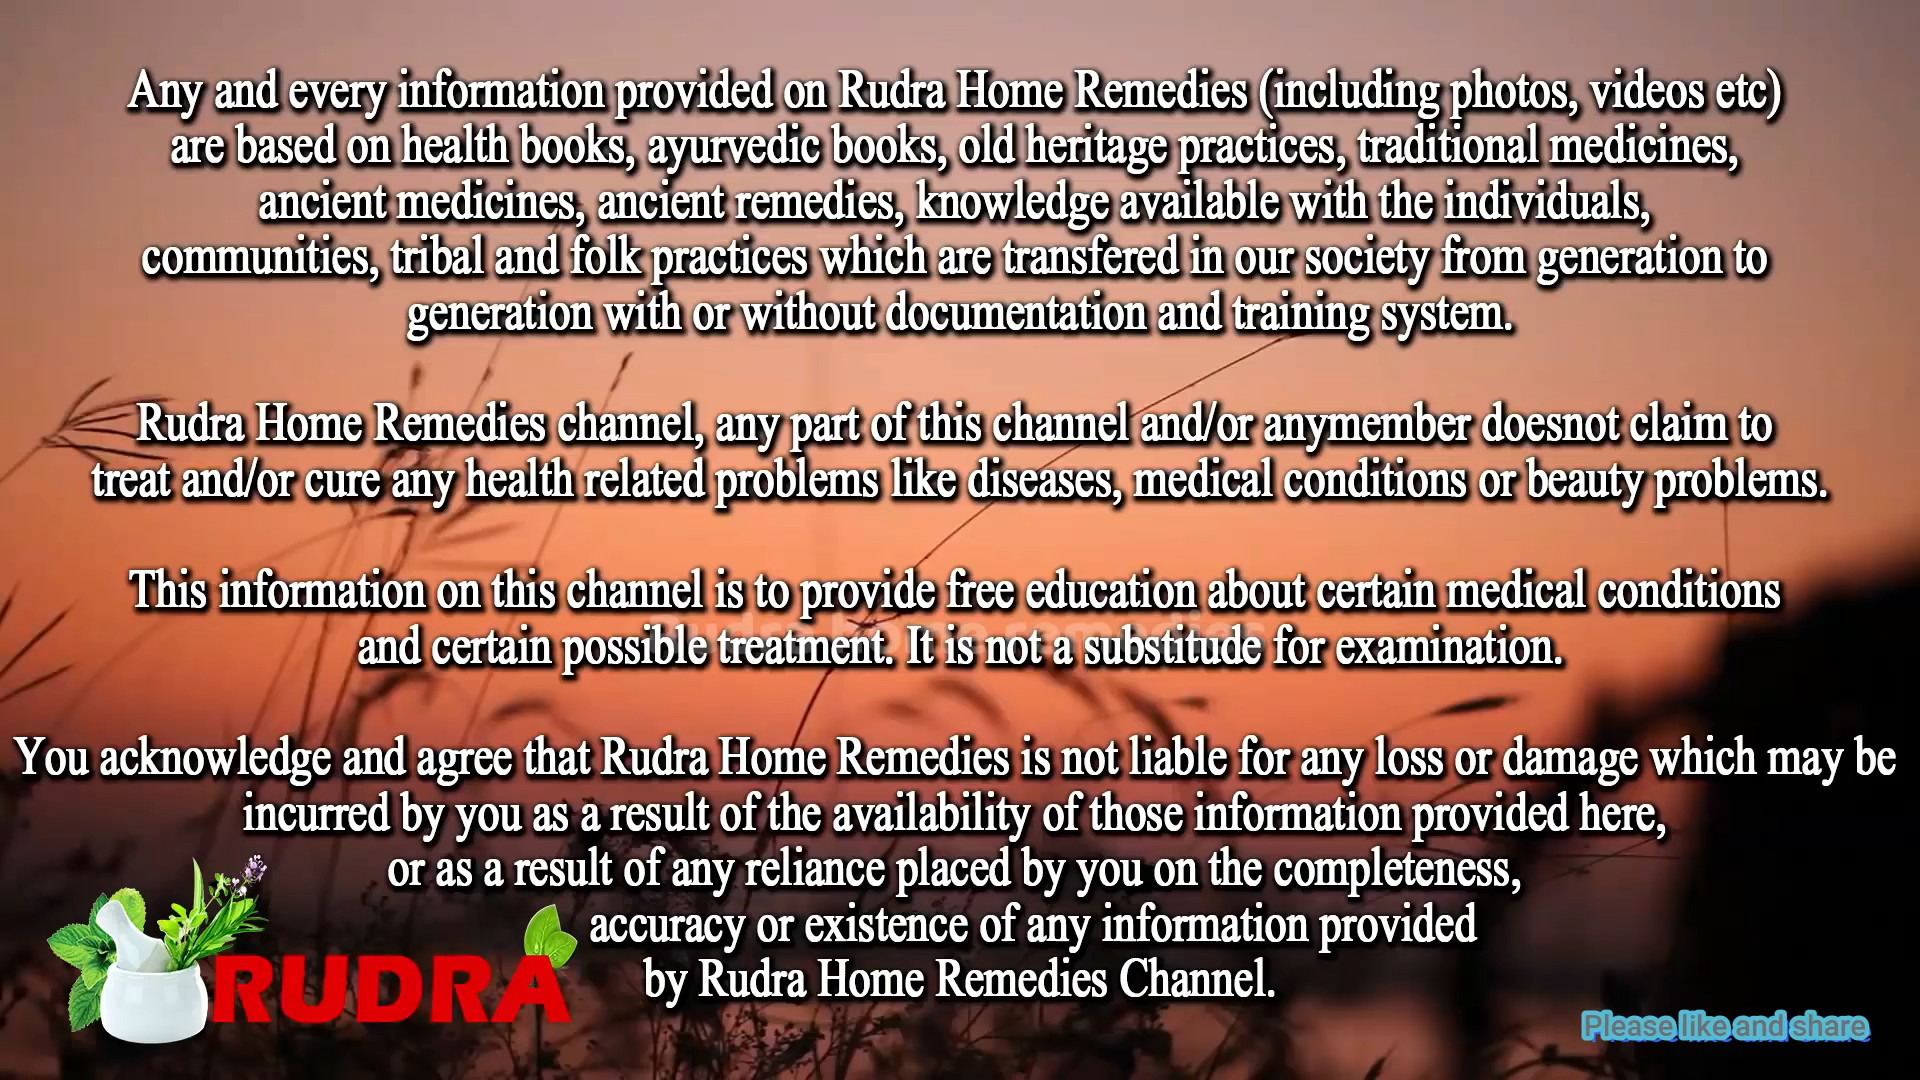 Any and every information provided on Rudra Home Remedies (including photos, videos etc)
are based on health books, ayurvedic books, old heritage practices, traditional medicines,
ancient medicines, ancient remedies, knowledge available with the individuals,
communities, tribal and folk practices which are transfered in our society from generation to
generation with or without documentation and training system.
Rudra Home Remedies channel, any part of this channel and/or anymember doesnot claim to
treat and/or cure any health related problems like diseases, medical conditions or beauty problems.
This information on this channel is to provide free education about certain medical conditions
and certain possible treatment. It is not a substitude for examination.
rudra home remedies
You acknowledge and agree that Rudra Home Remedies is not liable for any loss or damage which may be
incurred by you as a result of the availability of those information provided here,
or as a result of any reliance placed by you on the completeness,
accuracy or existence of any information provided
by Rudra Home Remedies Channel.
RUDRA
Please like and share